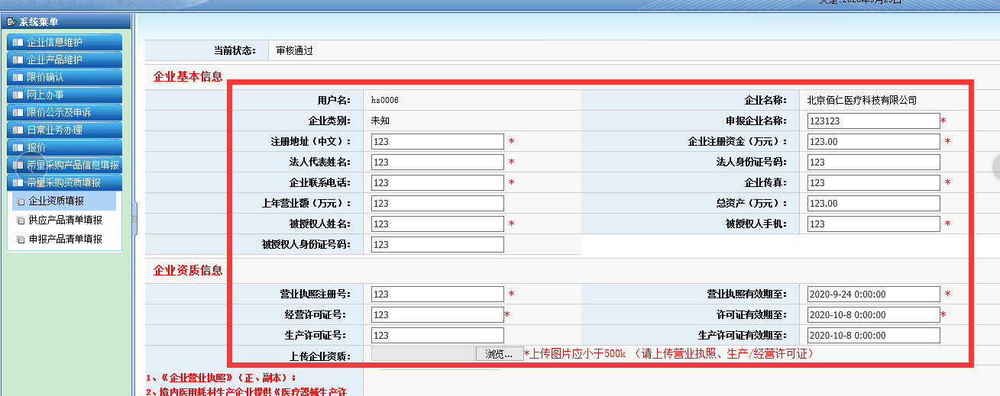 系统菜单
企业信息维护
企业产品维护
限价确认
网上办事
限价公示及申诉
日常业务办理
报价
带量采购产品信息填报
带量采购资质填报
企业资质填报
供应产品清单填报
申报产品清单填报
当前状态： 审核通过
企业基本信息
用户名： hs0006 企业名称： 北京佰仁医疗科技有限公司
企业类别： 未知 申报企业名称： 123123 *
注册地址（中文）： 123 * 企业注册资金（万元）： 123.00 *
法人代表姓名： 123 * 法人身份证号码： 123
企业联系电话： 123 * 企业传真： 123 *
上年营业额（万元）： 123 总资产（万元）： 123.00
被授权人姓名： 123 * 被授权人手机： 123 *
被授权人身份证号码： 123
企业资质信息
营业执照注册号： 123 * 营业执照有效期至： 2020-9-24 0:00:00 *
经营许可证号： 123 * 许可证有效期至： 2020-10-8 0:00:00 *
生产许可证号： 123 生产许可证有效期至： 2020-10-8 0:00:00
上传企业资质： 浏览... *上传图片应小于500k （请上传营业执照、生产/经营许可证）
1、《企业营业执照》（正、副本）；
2、境内医用耗材生产企业提供《医疗器械生产许